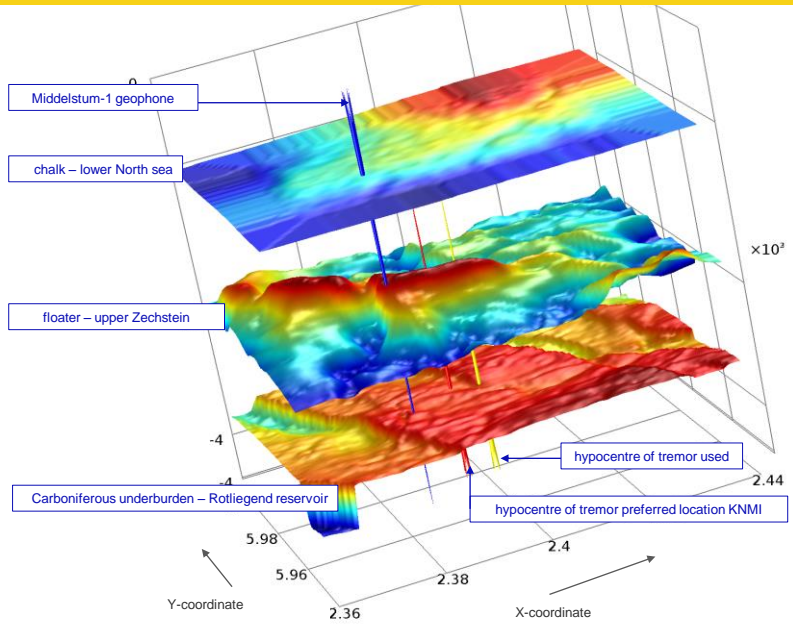 0
Middelstum-1 geophone
chalk – lower North sea
×10³
floater – upper Zechstein
-4
-4
hypocentre of tremor used
Carboniferous underburden – Rotliegend reservoir
2.44
hypocentre of tremor preferred location KNMI
5.98
2.4
5.96
2.38
Y-coordinate
2.36
X-coordinate